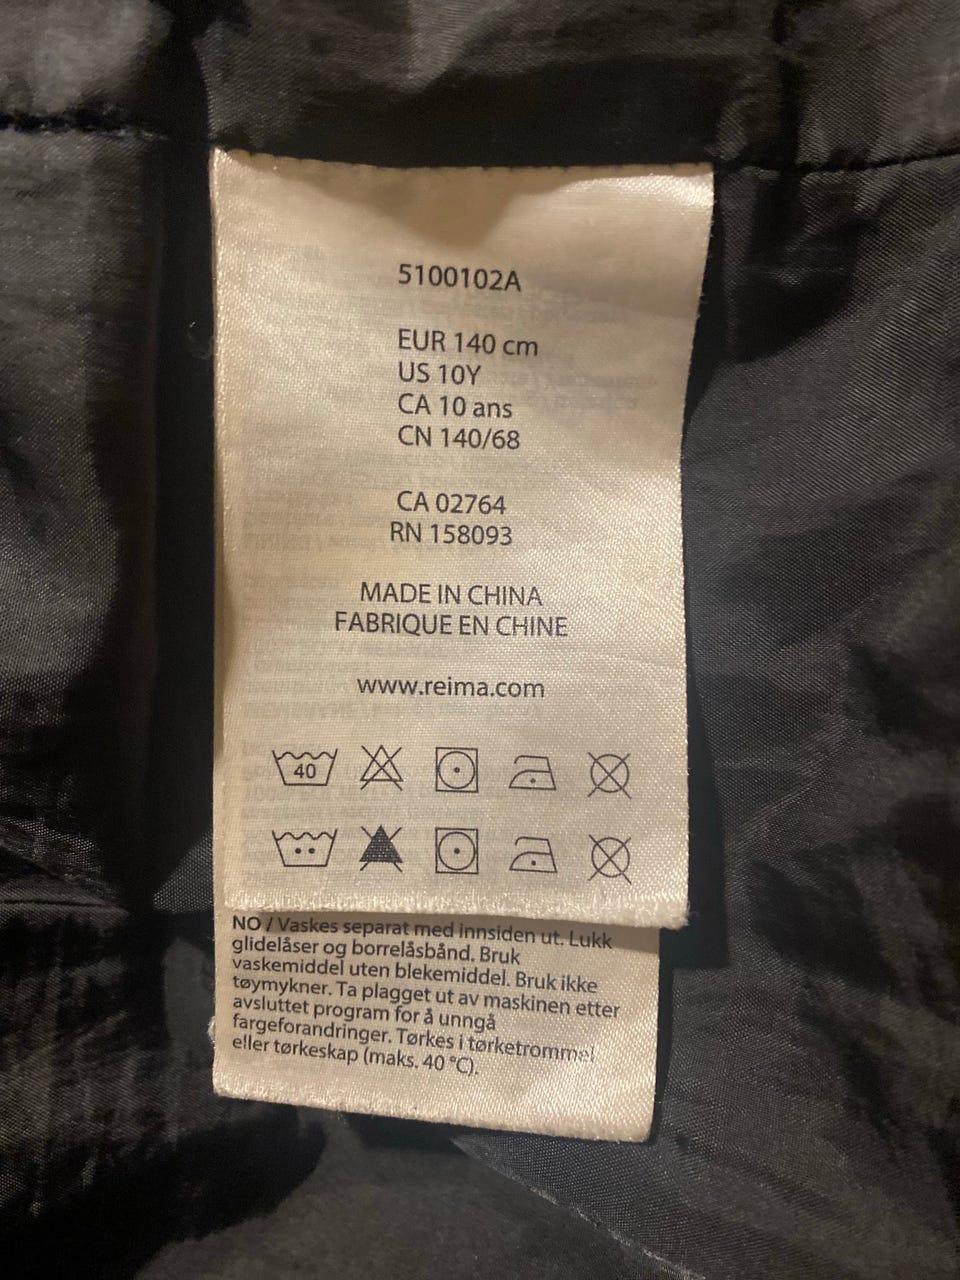 5100102A
EUR 140 cm
US 10Y
CA 10 ans
CN 140/68
CA 02764
RN 158093
MADE IN CHINA
FABRIQUE EN CHINE
www.reima.com
40
NO / Vaskes separat med innsiden ut. Lukk
glidelåser og borrelåsbånd. Bruk
vaskemiddel uten blekemiddel. Bruk ikke
tøymykner. Ta plagget ut av maskinen etter
avsluttet program for å unngå
fargeforandringer. Tørkes i tørketrommel
eller tørkeskap (maks. 40 °C).